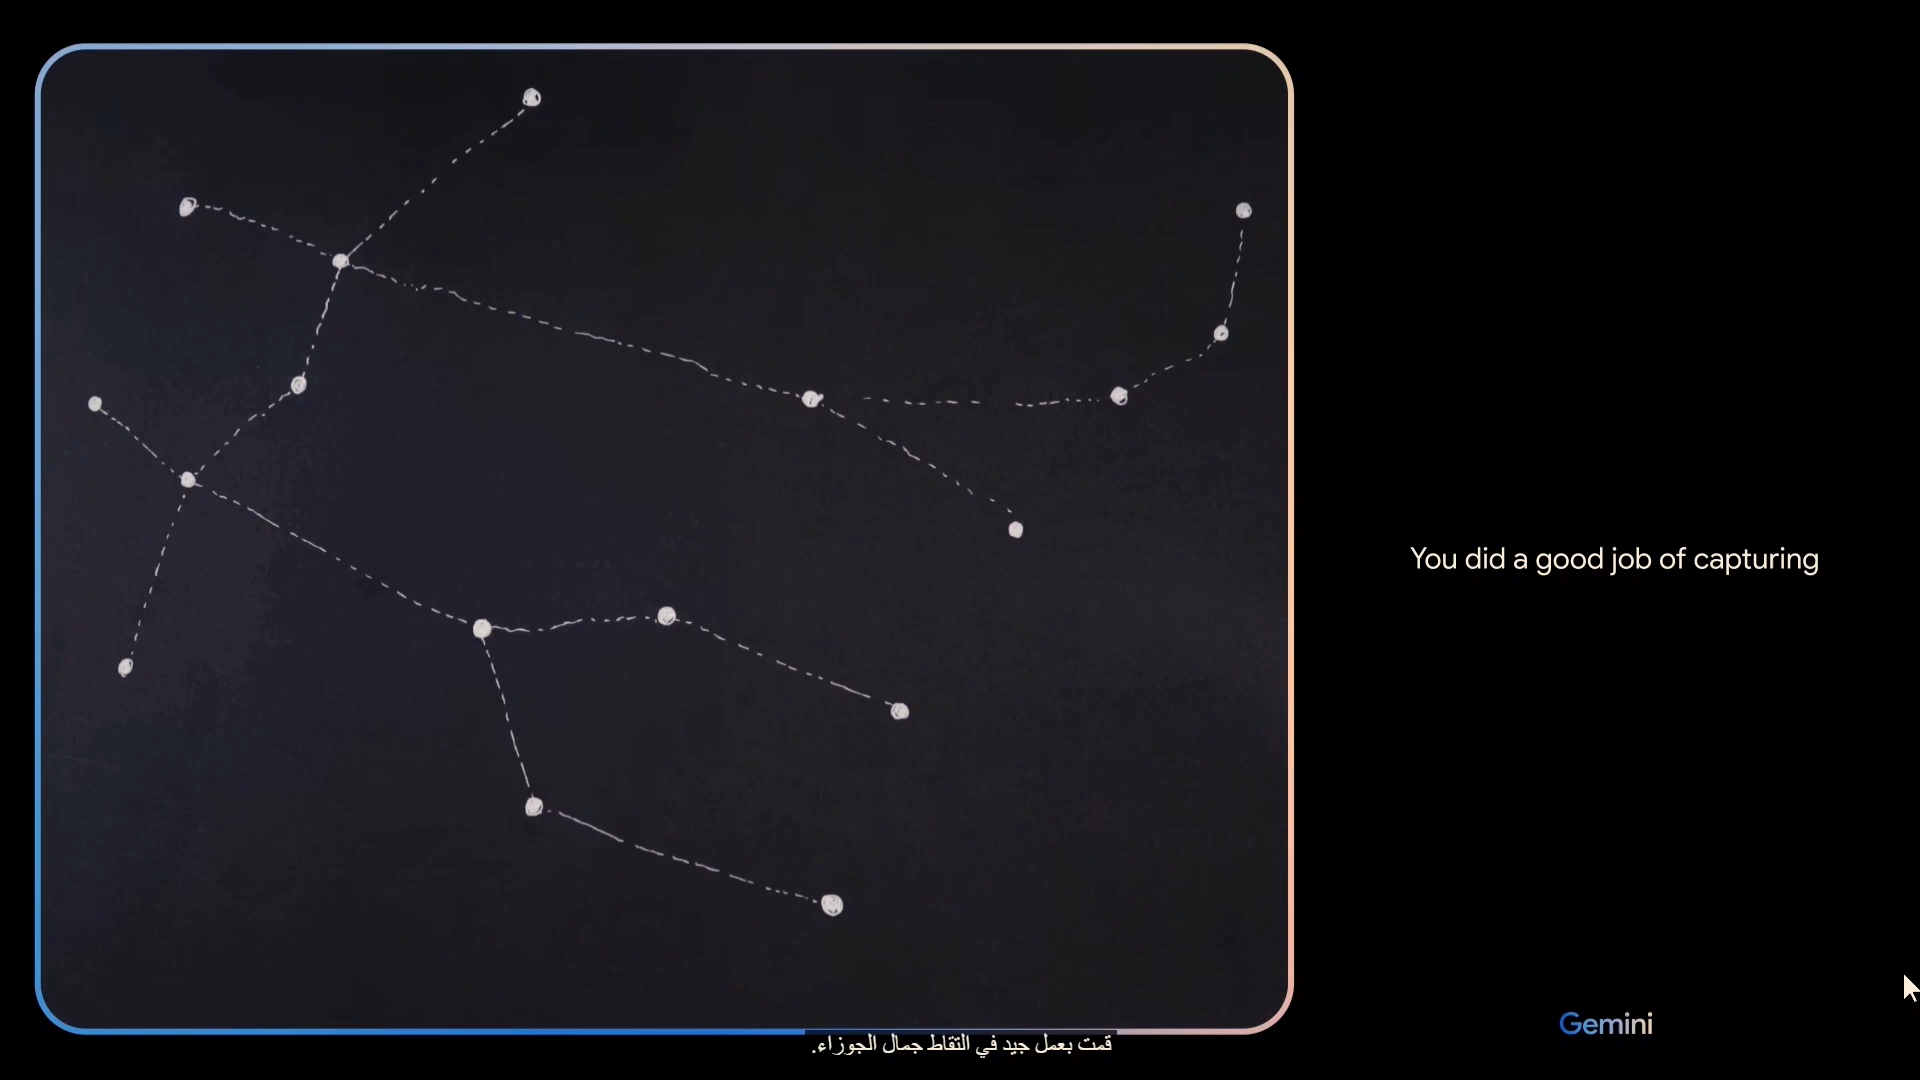 You did a good job of capturing
Gemini
قمت بعمل جيد في التقاط جمال الجوزاء.